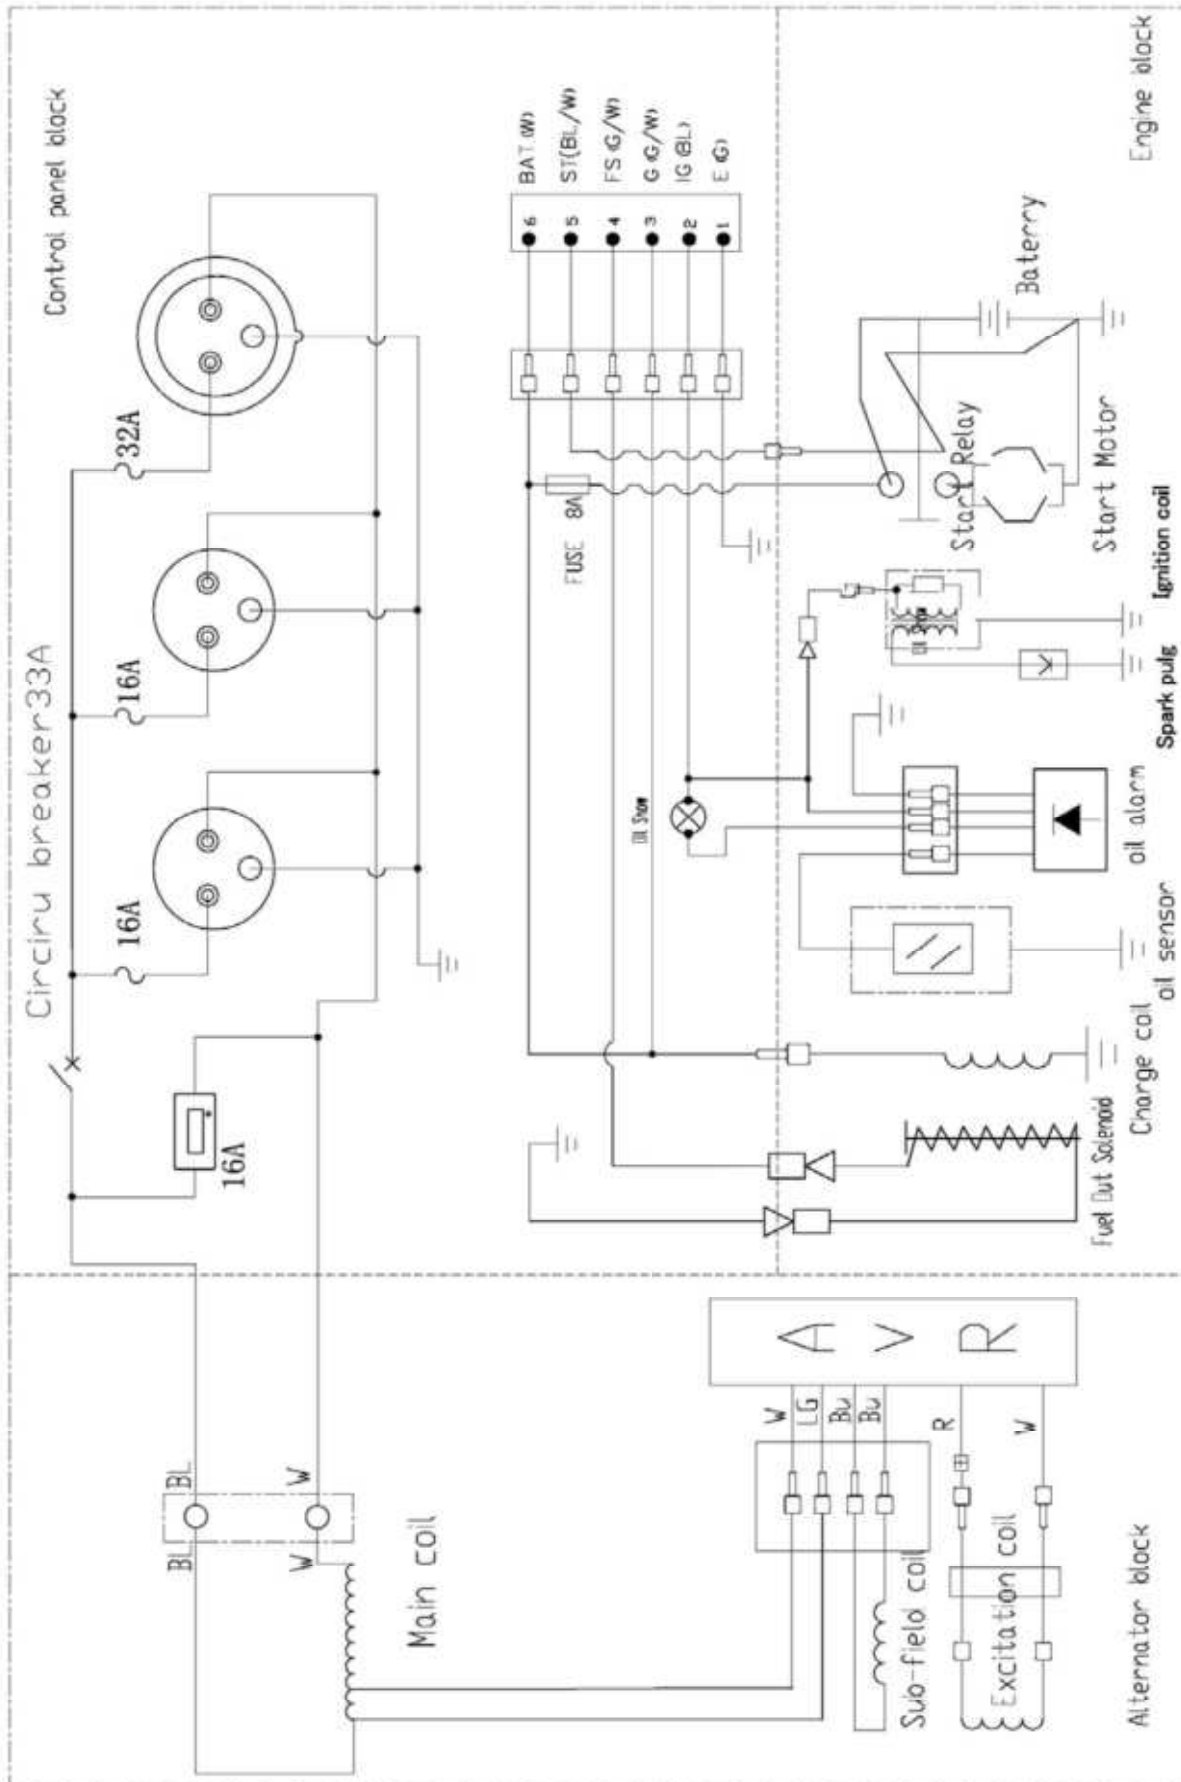 Control panel block
Circiru breaker33A
16A
16A
16A
32A
BAT.(W)
ST(BL/W)
FS(G/W)
G(G/W)
IG(BL)
E(G)
6
5
4
3
2
1
FUSE 8A
Engine block
Baterry
Start Relay
Start Motor
Ignition coil
Spark pulg
oil alarm
oil sensor
Charge coil
Fuel Out Solenoid
BL
W
BL
W
Main coil
A V R
W
LG
Bu
Bu
R
W
Sub-field coil
Excitation coil
Alternator block